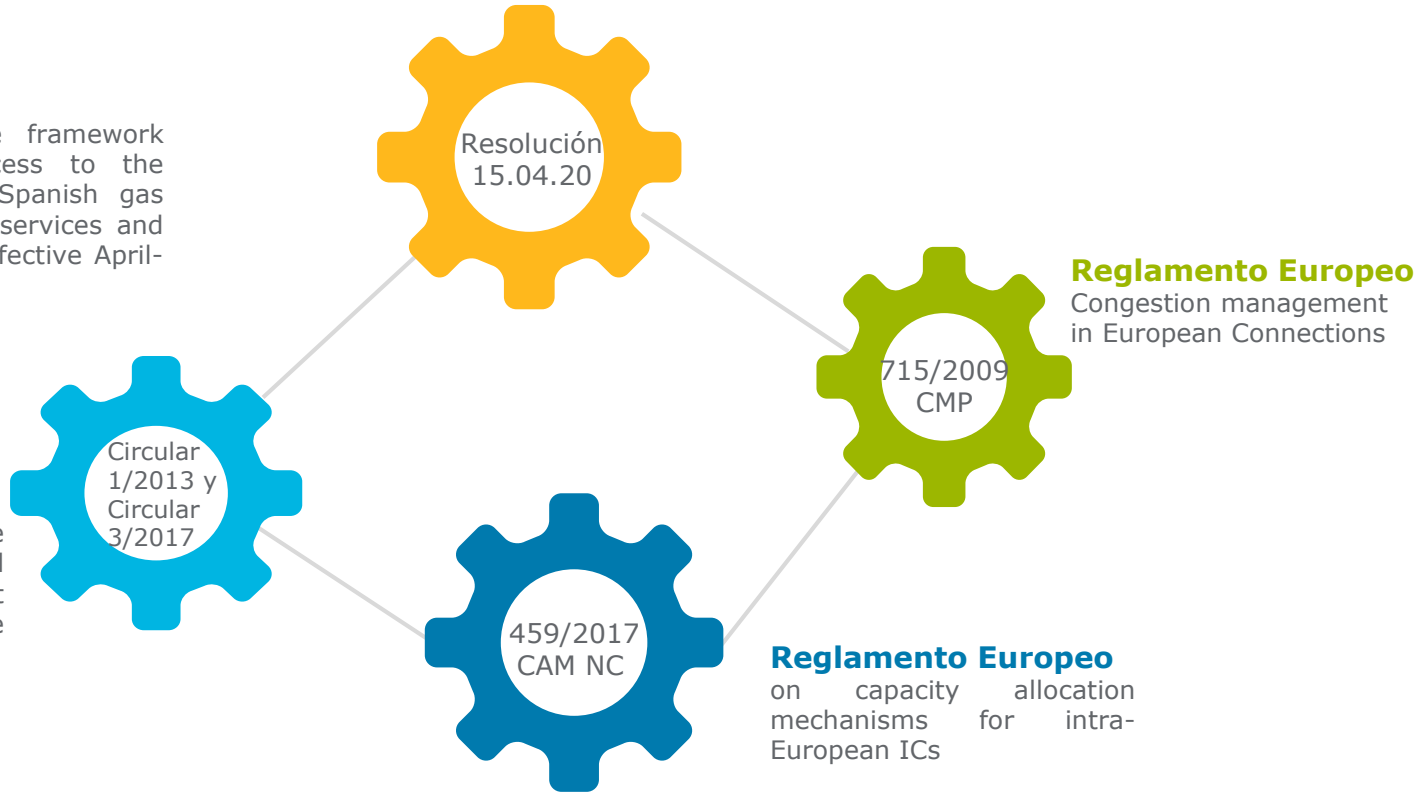 Resolución
15.04.20
framework
cess to the
Spanish gas
services and
fective April-
Reglamento Europeo
Congestion management
in European Connections
715/2009
CMP
Circular
1/2013 y
Circular
3/2017
459/2017
CAM NC
Reglamento Europeo
on capacity allocation
mechanisms for intra-
European ICs